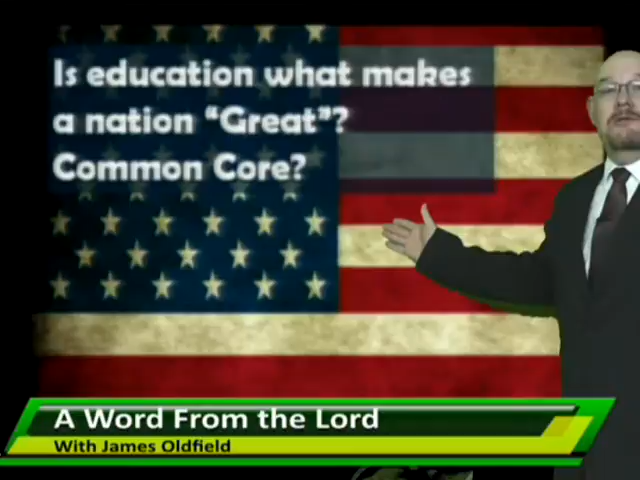 Is education what makes
a nation “Great”?
Common Core?
A Word From the Lord
With James Oldfield